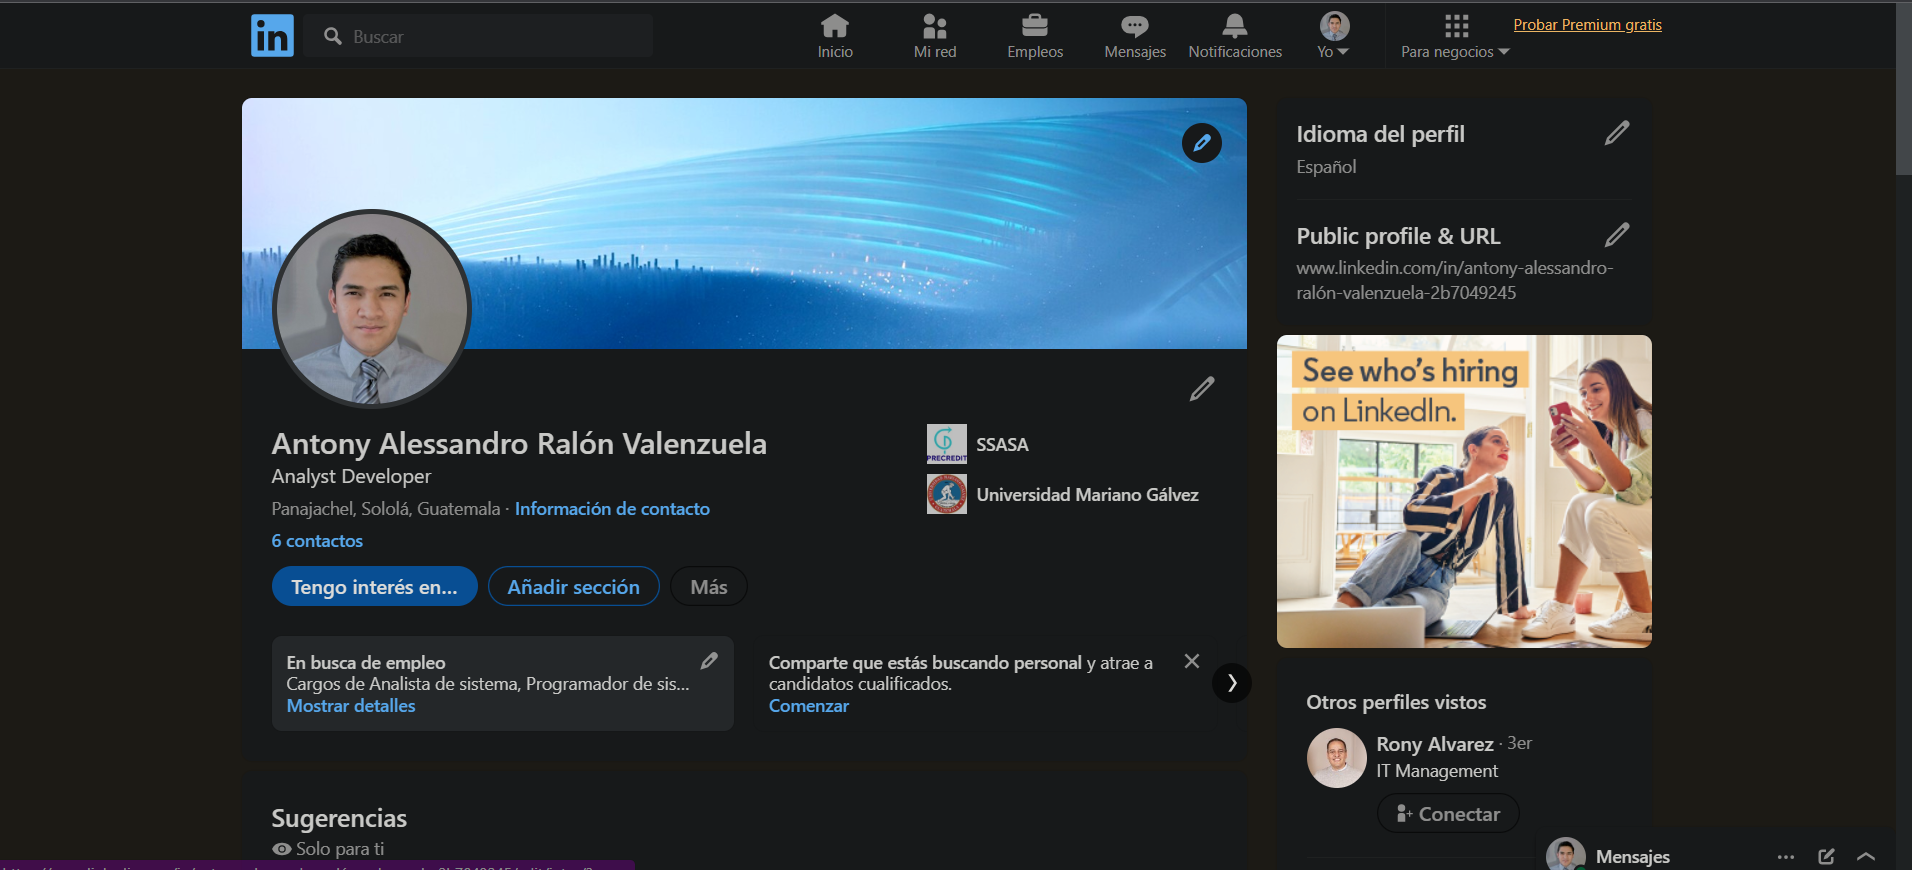 in
Buscar
Inicio
Mi red
Empleos
Mensajes
Notificaciones
Yo
Para negocios
Probar Premium gratis
Idioma del perfil
Español
Public profile & URL
www.linkedin.com/in/antony-alessandro-
ralón-valenzuela-2b7049245
See who's hiring
on LinkedIn.
Antony Alessandro Ralón Valenzuela
Analyst Developer
Panajachel, Sololá, Guatemala · Información de contacto
6 contactos
PRECREDIT
SSASA
Universidad Mariano Gálvez
Tengo interés en...
Añadir sección
Más
En busca de empleo
Cargos de Analista de sistema, Programador de sis...
Mostrar detalles
Comparte que estás buscando personal y atrae a
candidatos cualificados.
Comenzar
Otros perfiles vistos
Rony Alvarez · 3er
IT Management
Conectar
Sugerencias
Solo para ti
Mensajes